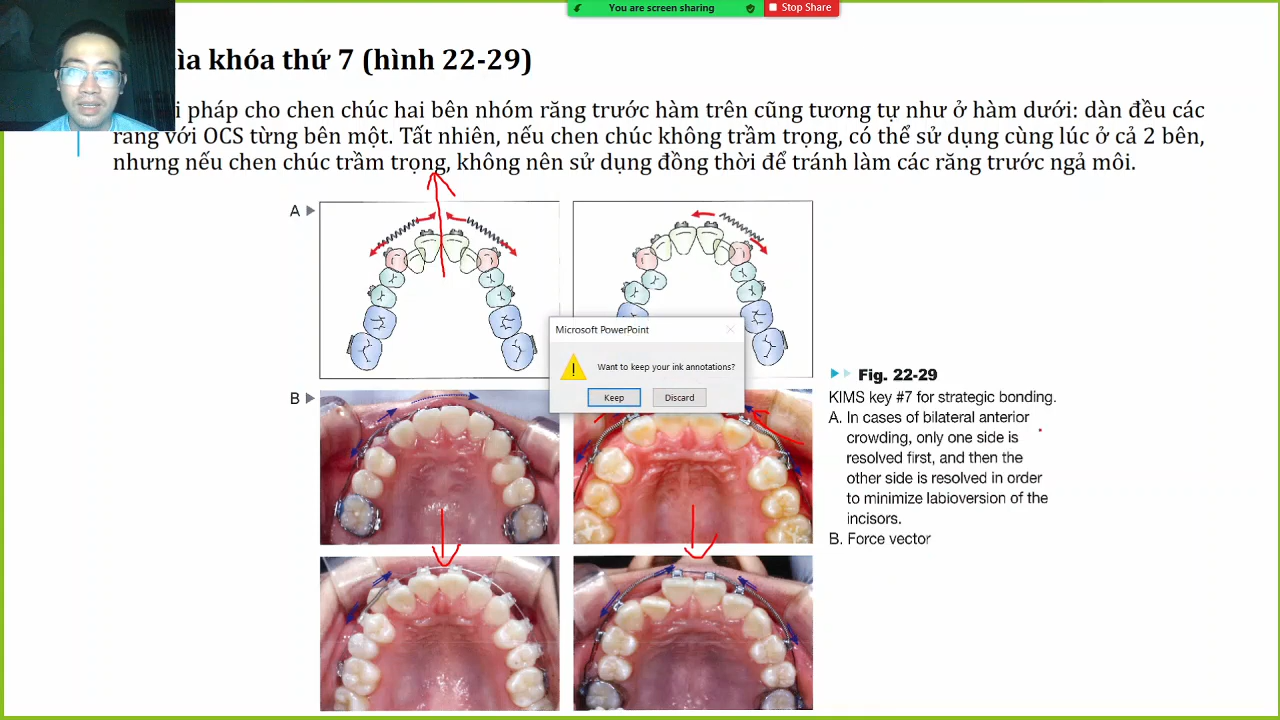 You are screen sharing
Stop Share
khóa thứ 7 (hình 22-29)
pháp cho chen chúc hai bên nhóm răng trước hàm trên cũng tương tự như ở hàm dưới: dàn đều các
răng với OCS từng bên một. Tất nhiên, nếu chen chúc không trầm trọng, có thể sử dụng cùng lúc ở cả 2 bên,
nhưng nếu chen chúc trầm trọng, không nên sử dụng đồng thời để tránh làm các răng trước ngả môi.
A
Microsoft PowerPoint
Want to keep your ink annotations?
Keep
Discard
B
Fig. 22-29
KIMS key #7 for strategic bonding.
A. In cases of bilateral anterior
crowding, only one side is
resolved first, and then the
other side is resolved in order
to minimize labioversion of the
incisors.
B. Force vector